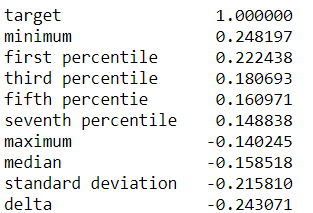 target 1.000000
minimum 0.248197
first percentile 0.222438
third percentile 0.180693
fifth percentie 0.160971
seventh percentile 0.148838
maximum -0.140245
median -0.158518
standard deviation -0.215810
delta -0.243071